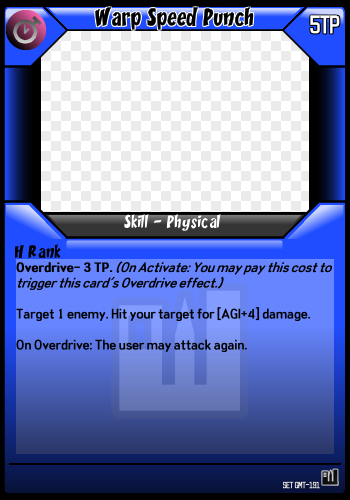 Warp Speed Punch
5TP
Skill - Physical
H Rank
Overdrive- 3 TP. (On Activate: You may pay this cost to
trigger this card's Overdrive effect.)
Target 1 enemy. Hit your target for [AGI+4] damage.
On Overdrive: The user may attack again.
SET GMT-191